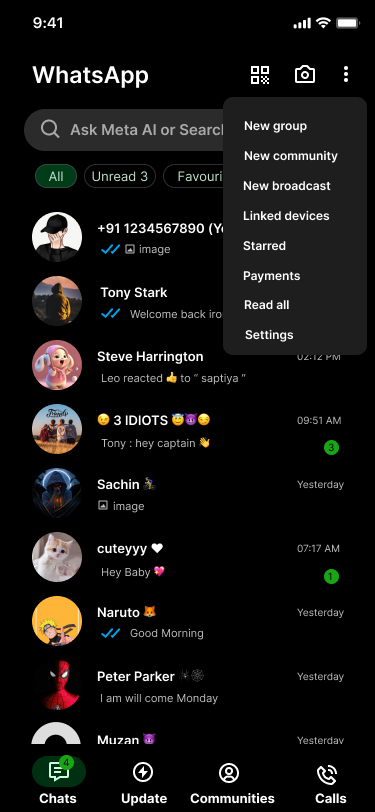 9:41
WhatsApp
Ask Meta AI or Searc
All
Unread 3
Favouri
New group
New community
New broadcast
Linked devices
Starred
Payments
Read all
Settings
+91 1234567890 (Yo
image
Tony Stark
Welcome back iro
Steve Harrington
02:12 PM
Leo reacted 👍 to “ saptiya ”
😉 3 IDIOTS 😇😈😏
09:51 AM
Tony : hey captain 👋
3
Sachin
Yesterday
image
cuteyyy 🤍
07:17 AM
Hey Baby 💖
1
Naruto 🦊
Yesterday
Good Morning
Peter Parker 🕷🕸
Yesterday
I am will come Monday
Muzan 😈
Yesterday
4
Chats
Update
Communities
Calls